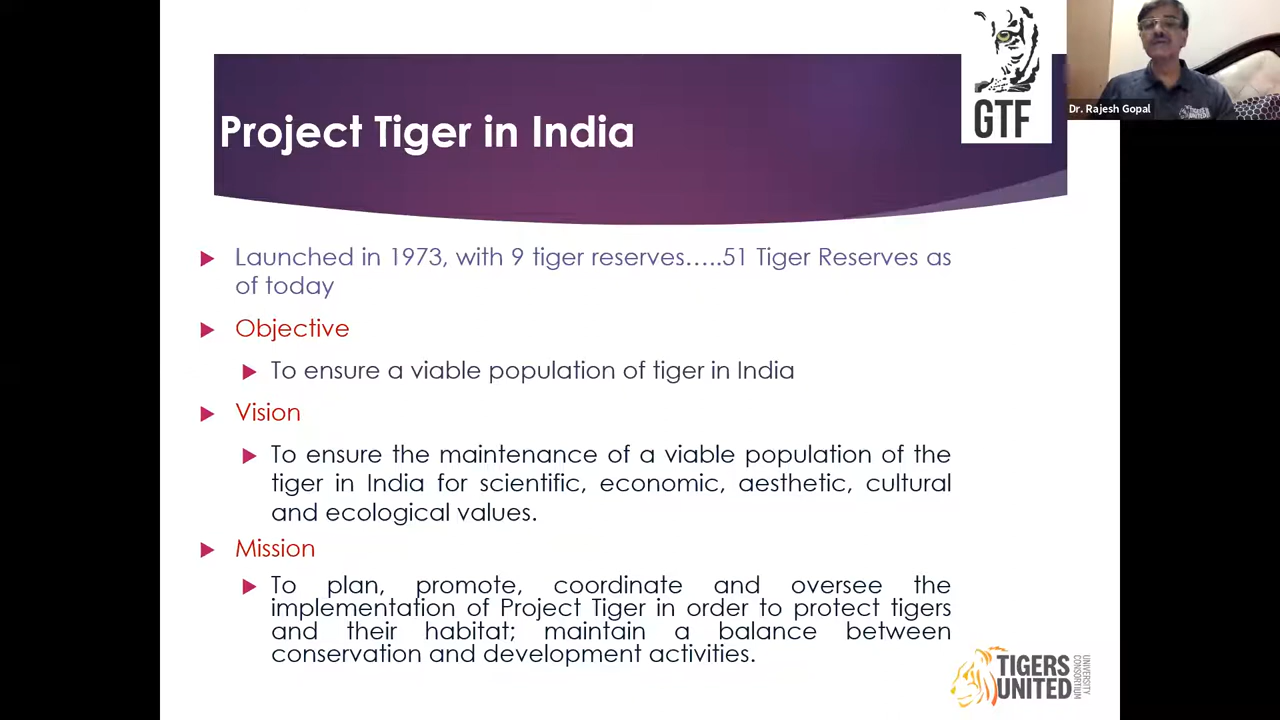 GTF
Dr. Rajesh Gopal
Project Tiger in India
Launched in 1973, with 9 tiger reserves…..51 Tiger Reserves as
of today
Objective
To ensure a viable population of tiger in India
Vision
To ensure the maintenance of a viable population of the
tiger in India for scientific, economic, aesthetic, cultural
and ecological values.
Mission
To plan, promote, coordinate and oversee the
implementation of Project Tiger in order to protect tigers
and their habitat; maintain a balance between
conservation and development activities.
TIGERS
UNITED
UNIVERSITY
CONSORTIUM